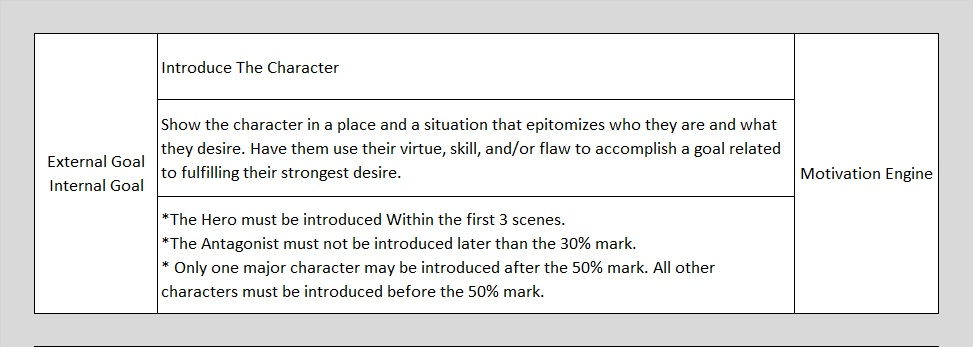 External Goal
Internal Goal
Introduce The Character
Show the character in a place and a situation that epitomizes who they are and what
they desire. Have them use their virtue, skill, and/or flaw to accomplish a goal related
to fulfilling their strongest desire.
*The Hero must be introduced Within the first 3 scenes.
*The Antagonist must not be introduced later than the 30% mark.
* Only one major character may be introduced after the 50% mark. All other
characters must be introduced before the 50% mark.
Motivation Engine